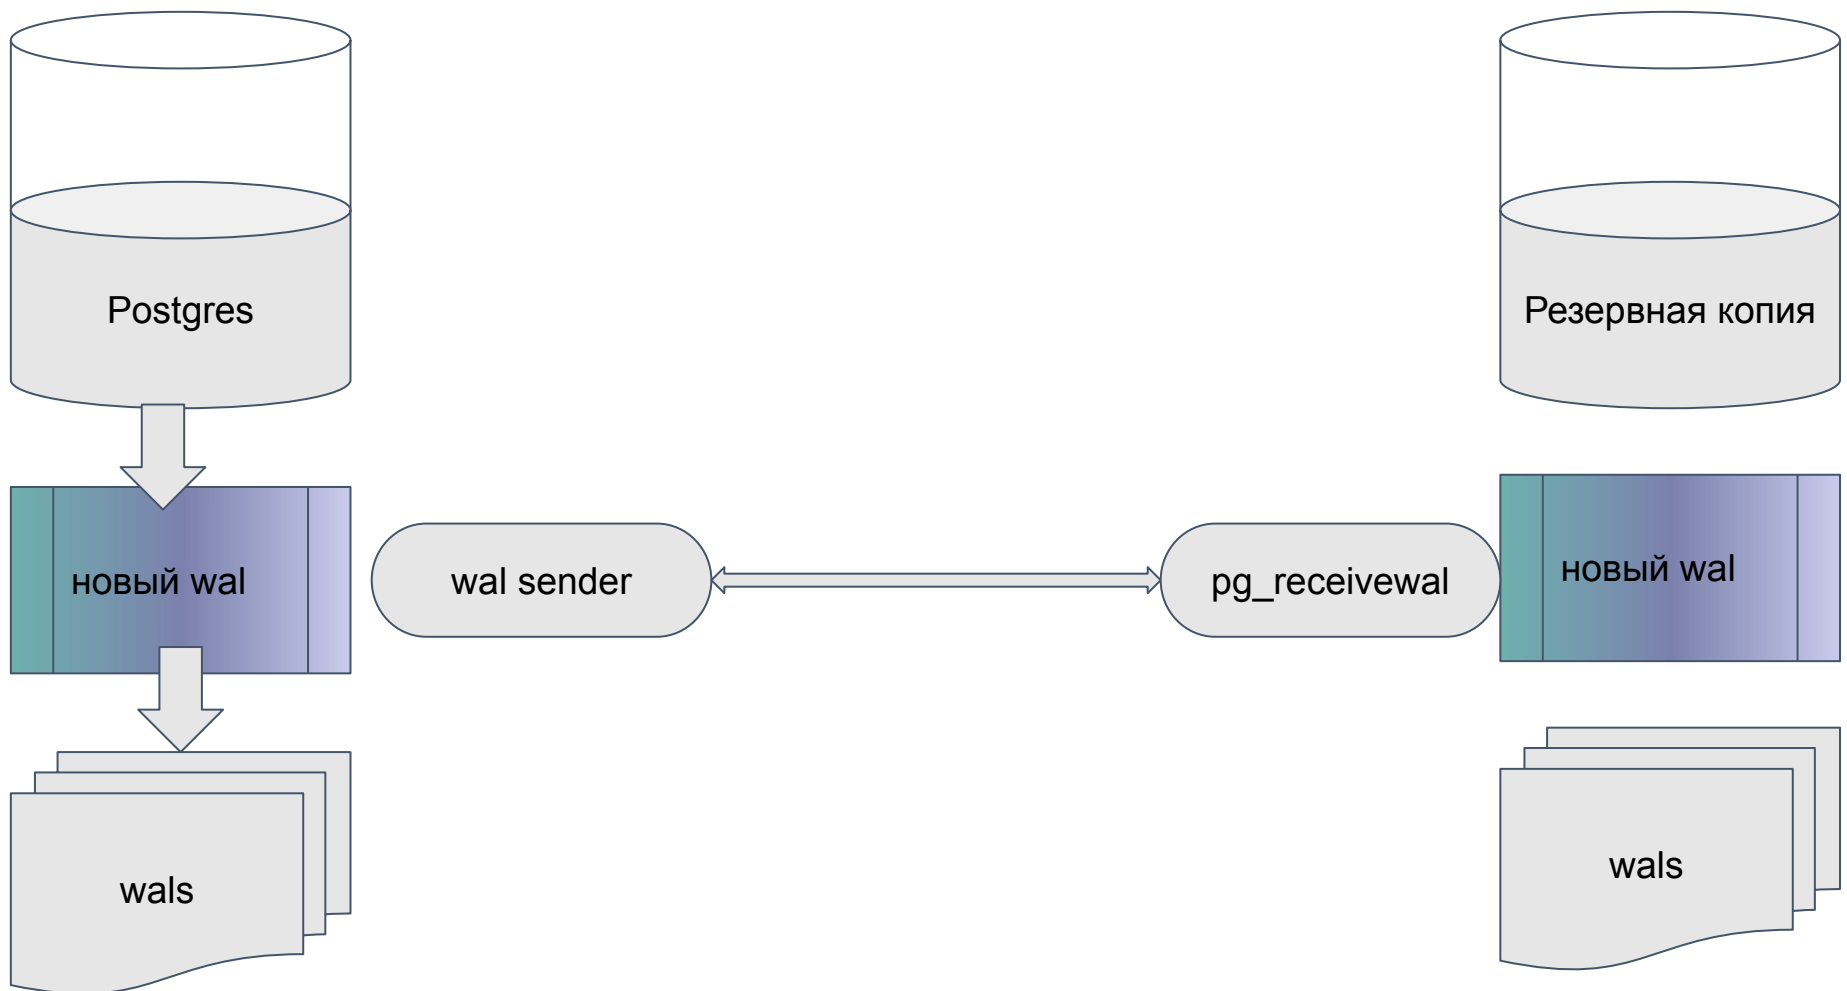 Postgres
Резервная копия
новый wal
wal sender
pg_receivewal
новый wal
wals
wals